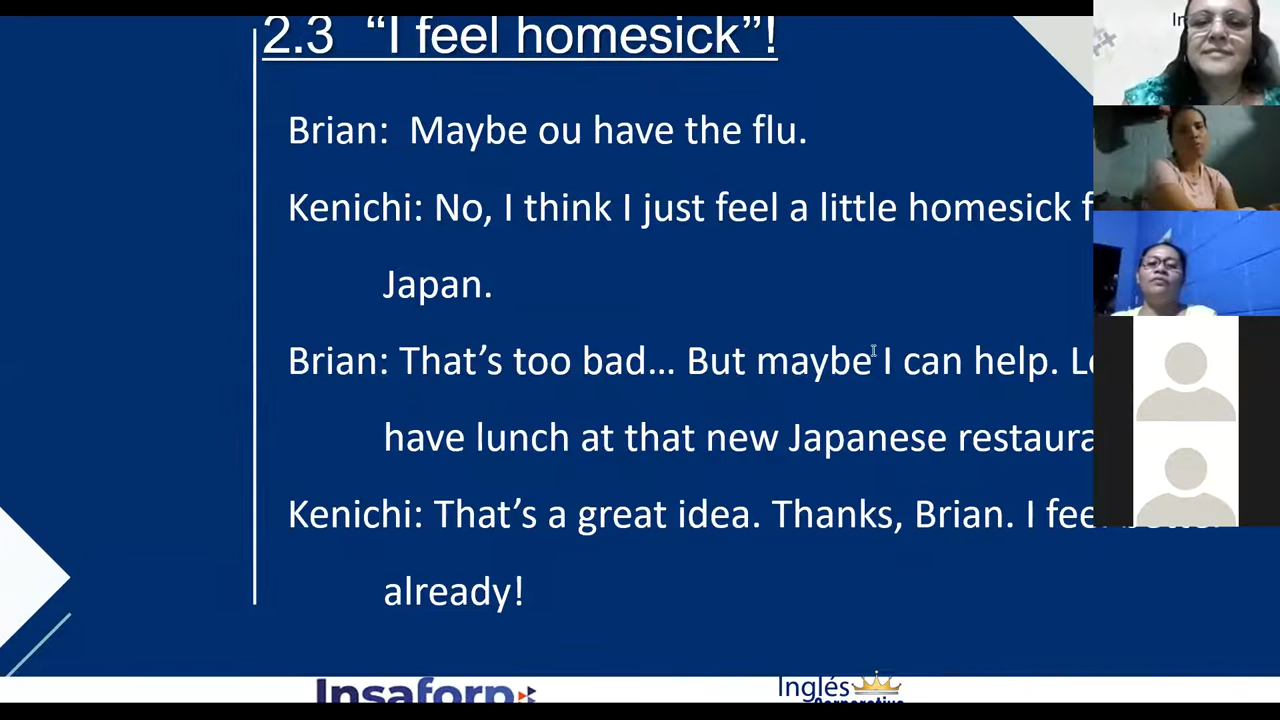 2.3 “I feel homesick”!
Brian: Maybe ou have the flu.
Kenichi: No, I think I just feel a little homesick
Japan.
Brian: That’s too bad... But maybe I can help.
have lunch at that new Japanese
Kenichi: That’s a great idea. Thanks, Brian. I
already!
Insaforp
Inglés
Corporativo